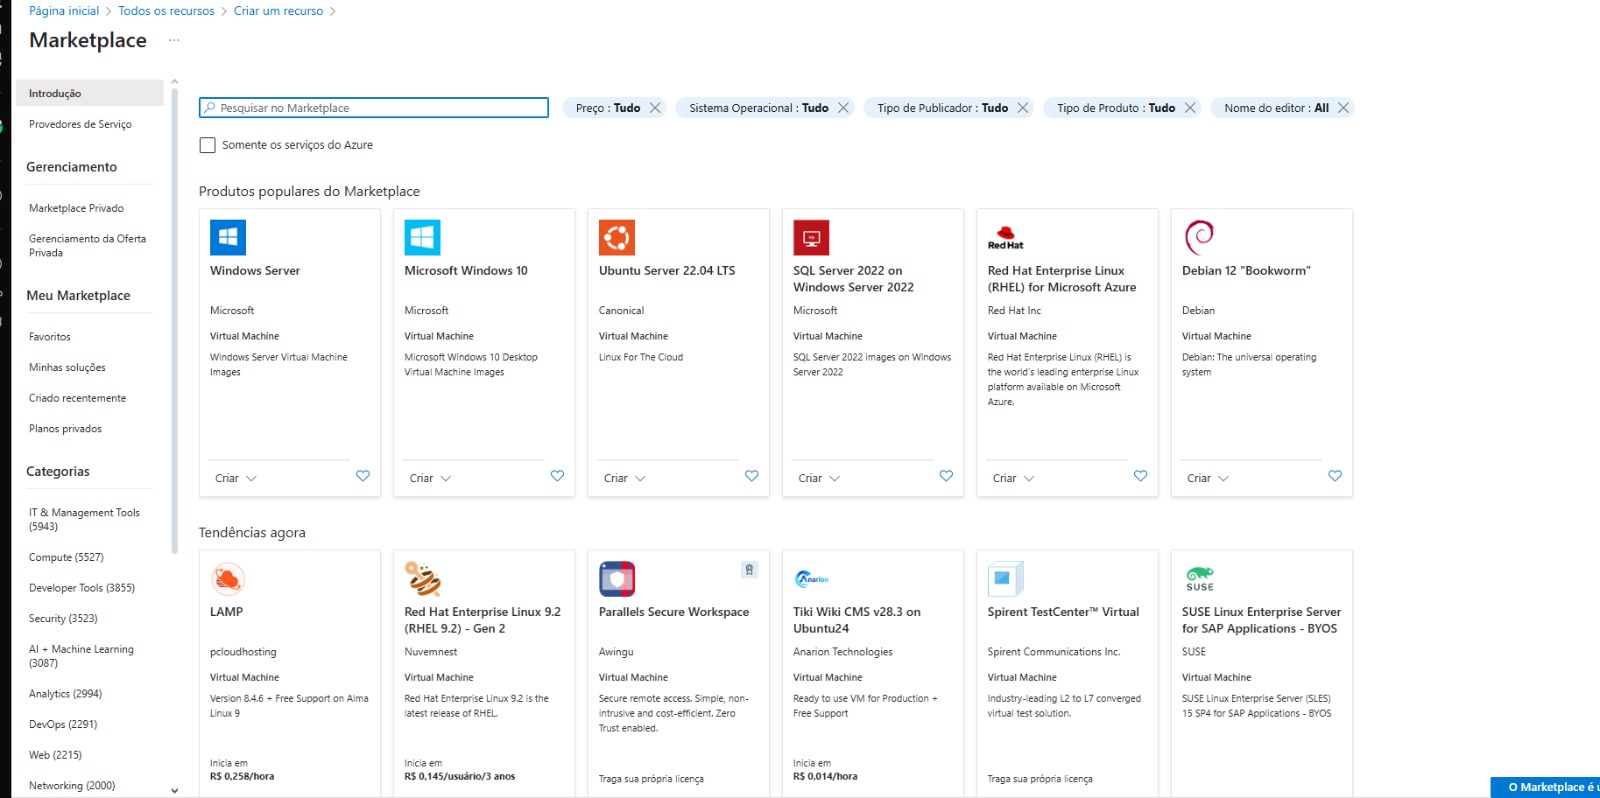 Página inicial > Todos os recursos > Criar um recurso >
Marketplace ...
Introdução
Provedores de Serviço
Gerenciamento
Marketplace Privado
Gerenciamento da Oferta
Privada
Meu Marketplace
Favoritos
Minhas soluções
Criado recentemente
Planos privados
Categorias
IT & Management Tools
(5943)
Compute (5527)
Developer Tools (3855)
Security (3523)
AI + Machine Learning
(3087)
Analytics (2994)
DevOps (2291)
Web (2215)
Networking (2000)
Pesquisar no Marketplace
Preço : Tudo
Sistema Operacional : Tudo
Tipo de Publicador : Tudo
Tipo de Produto : Tudo
Nome do editor : All
Somente os serviços do Azure
Produtos populares do Marketplace
Windows Server
Microsoft
Virtual Machine
Windows Server Virtual Machine
Images
Criar
Microsoft Windows 10
Microsoft
Virtual Machine
Microsoft Windows 10 Desktop
Virtual Machine Images
Criar
Ubuntu Server 22.04 LTS
Canonical
Virtual Machine
Linux For The Cloud
Criar
SQL Server 2022 on
Windows Server 2022
Microsoft
Virtual Machine
SQL Server 2022 images on Windows
Server 2022
Criar
Red Hat
Red Hat Enterprise Linux
(RHEL) for Microsoft Azure
Red Hat Inc
Virtual Machine
Red Hat Enterprise Linux (RHEL) is
the world's leading enterprise Linux
platform available on Microsoft
Azure.
Criar
Debian 12 "Bookworm"
Debian
Virtual Machine
Debian: The universal operating
system
Criar
Tendências agora
LAMP
pcloudhosting
Virtual Machine
Version 8.4.6 + Free Support on Alma
Linux 9
Inicia em
R$ 0,258/hora
Red Hat Enterprise Linux 9.2
(RHEL 9.2) - Gen 2
Nuvemnest
Virtual Machine
Red Hat Enterprise Linux 9.2 is the
latest release of RHEL.
Inicia em
R$ 0,145/usuário/3 anos
Parallels Secure Workspace
Awingu
Virtual Machine
Secure remote access. Simple, non-
intrusive and cost-efficient. Zero
Trust enabled.
Traga sua própria licença
Anarion
Tiki Wiki CMS v28.3 on
Ubuntu24
Anarion Technologies
Virtual Machine
Ready to use VM for Production +
Free Support
Inicia em
R$ 0,014/hora
Spirent TestCenter™ Virtual
Spirent Communications Inc.
Virtual Machine
Industry-leading L2 to L7 converged
virtual test solution.
Traga sua própria licença
SUSE
SUSE Linux Enterprise Server
for SAP Applications - BYOS
SUSE
Virtual Machine
SUSE Linux Enterprise Server (SLES)
15 SP4 for SAP Applications - BYOS
O Marketplace é